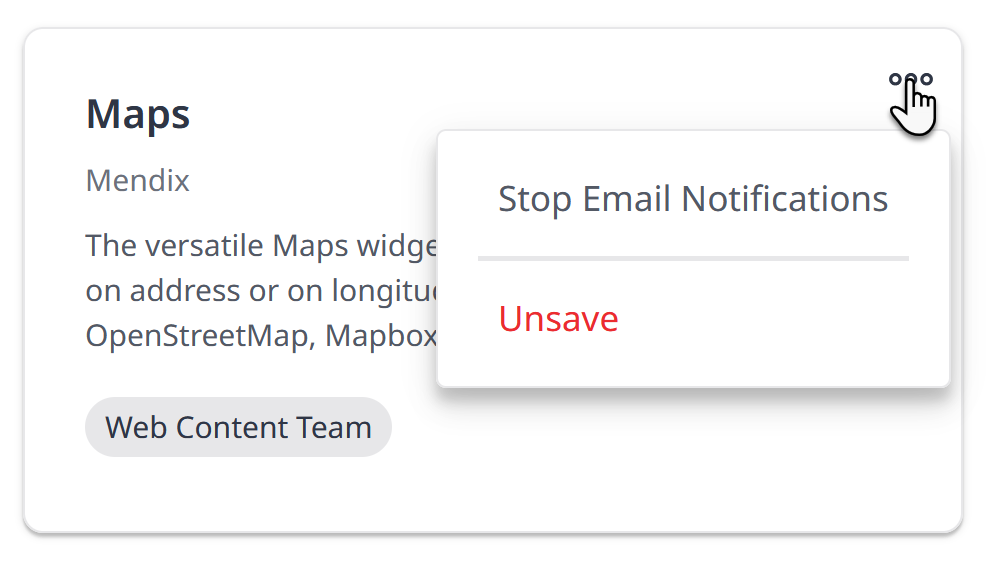 Maps
Mendix
Stop Email Notifications
The versatile Maps widge
on address or on longitu
Unsave
OpenStreetMap, Mapbox
Web Content Team